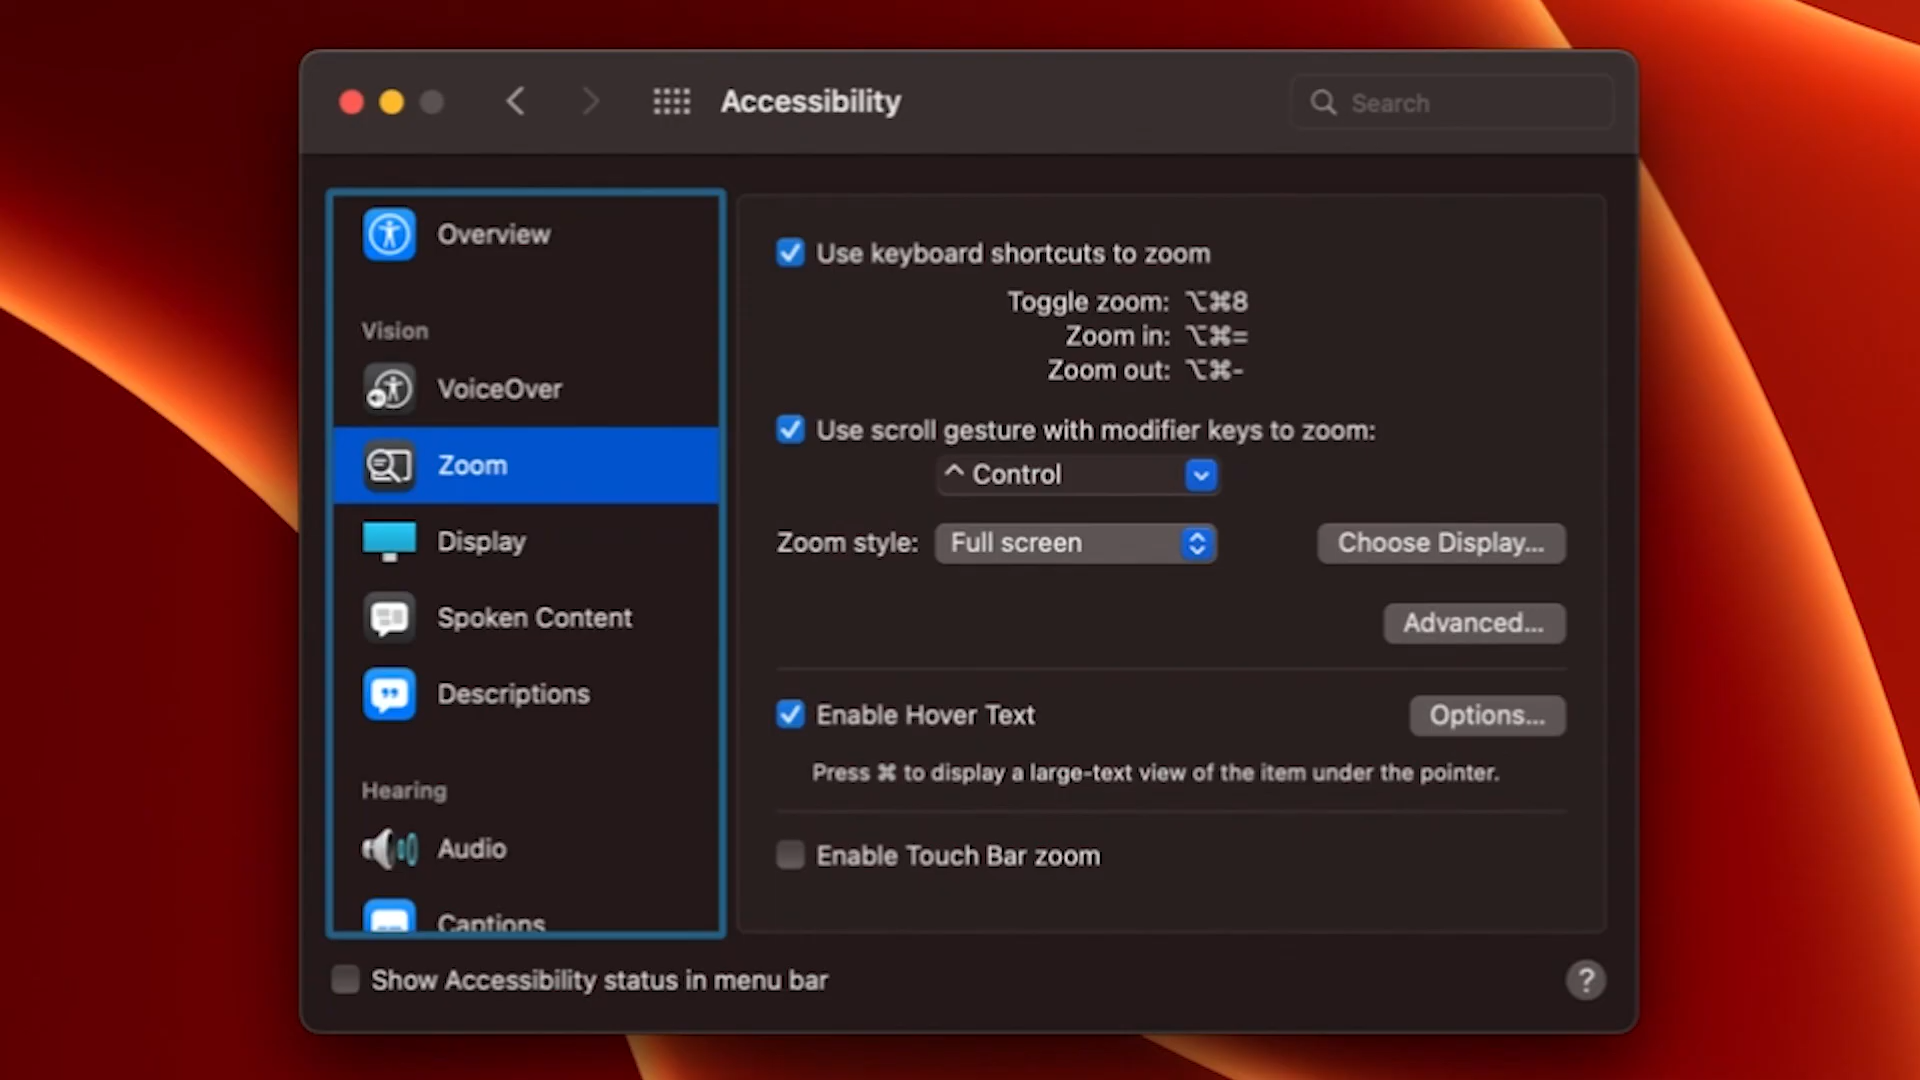 Accessibility
Search
Overview
Vision
VoiceOver
Zoom
Display
Spoken Content
Descriptions
Hearing
Audio
Captions
Use keyboard shortcuts to zoom
Toggle zoom: ⌥⌘8
Zoom in: ⌥⌘=
Zoom out: ⌥⌘-
Use scroll gesture with modifier keys to zoom:
^ Control
Zoom style: Full screen
Choose Display...
Advanced...
Enable Hover Text
Options...
Press ⌘ to display a large-text view of the item under the pointer.
Enable Touch Bar zoom
Show Accessibility status in menu bar
?